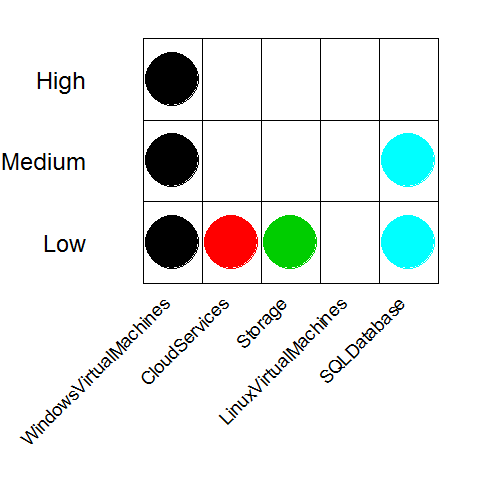 High
Medium
Low
WindowsVirtualMachines
CloudServices
Storage
LinuxVirtualMachines
SQLDatabase